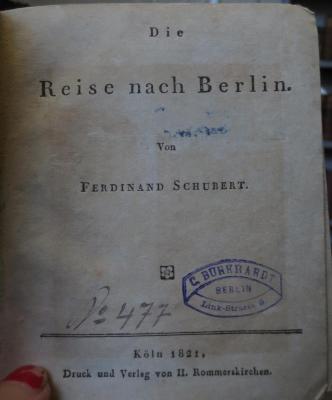 Die
Reise nach Berlin.
Von
FERDINAND SCHUBERT.
C. BURKHARDT
BERLIN
Link-Strasse 6
No 477
Köln 1821,
Druck und Verlag von H. Rommerskirchen.